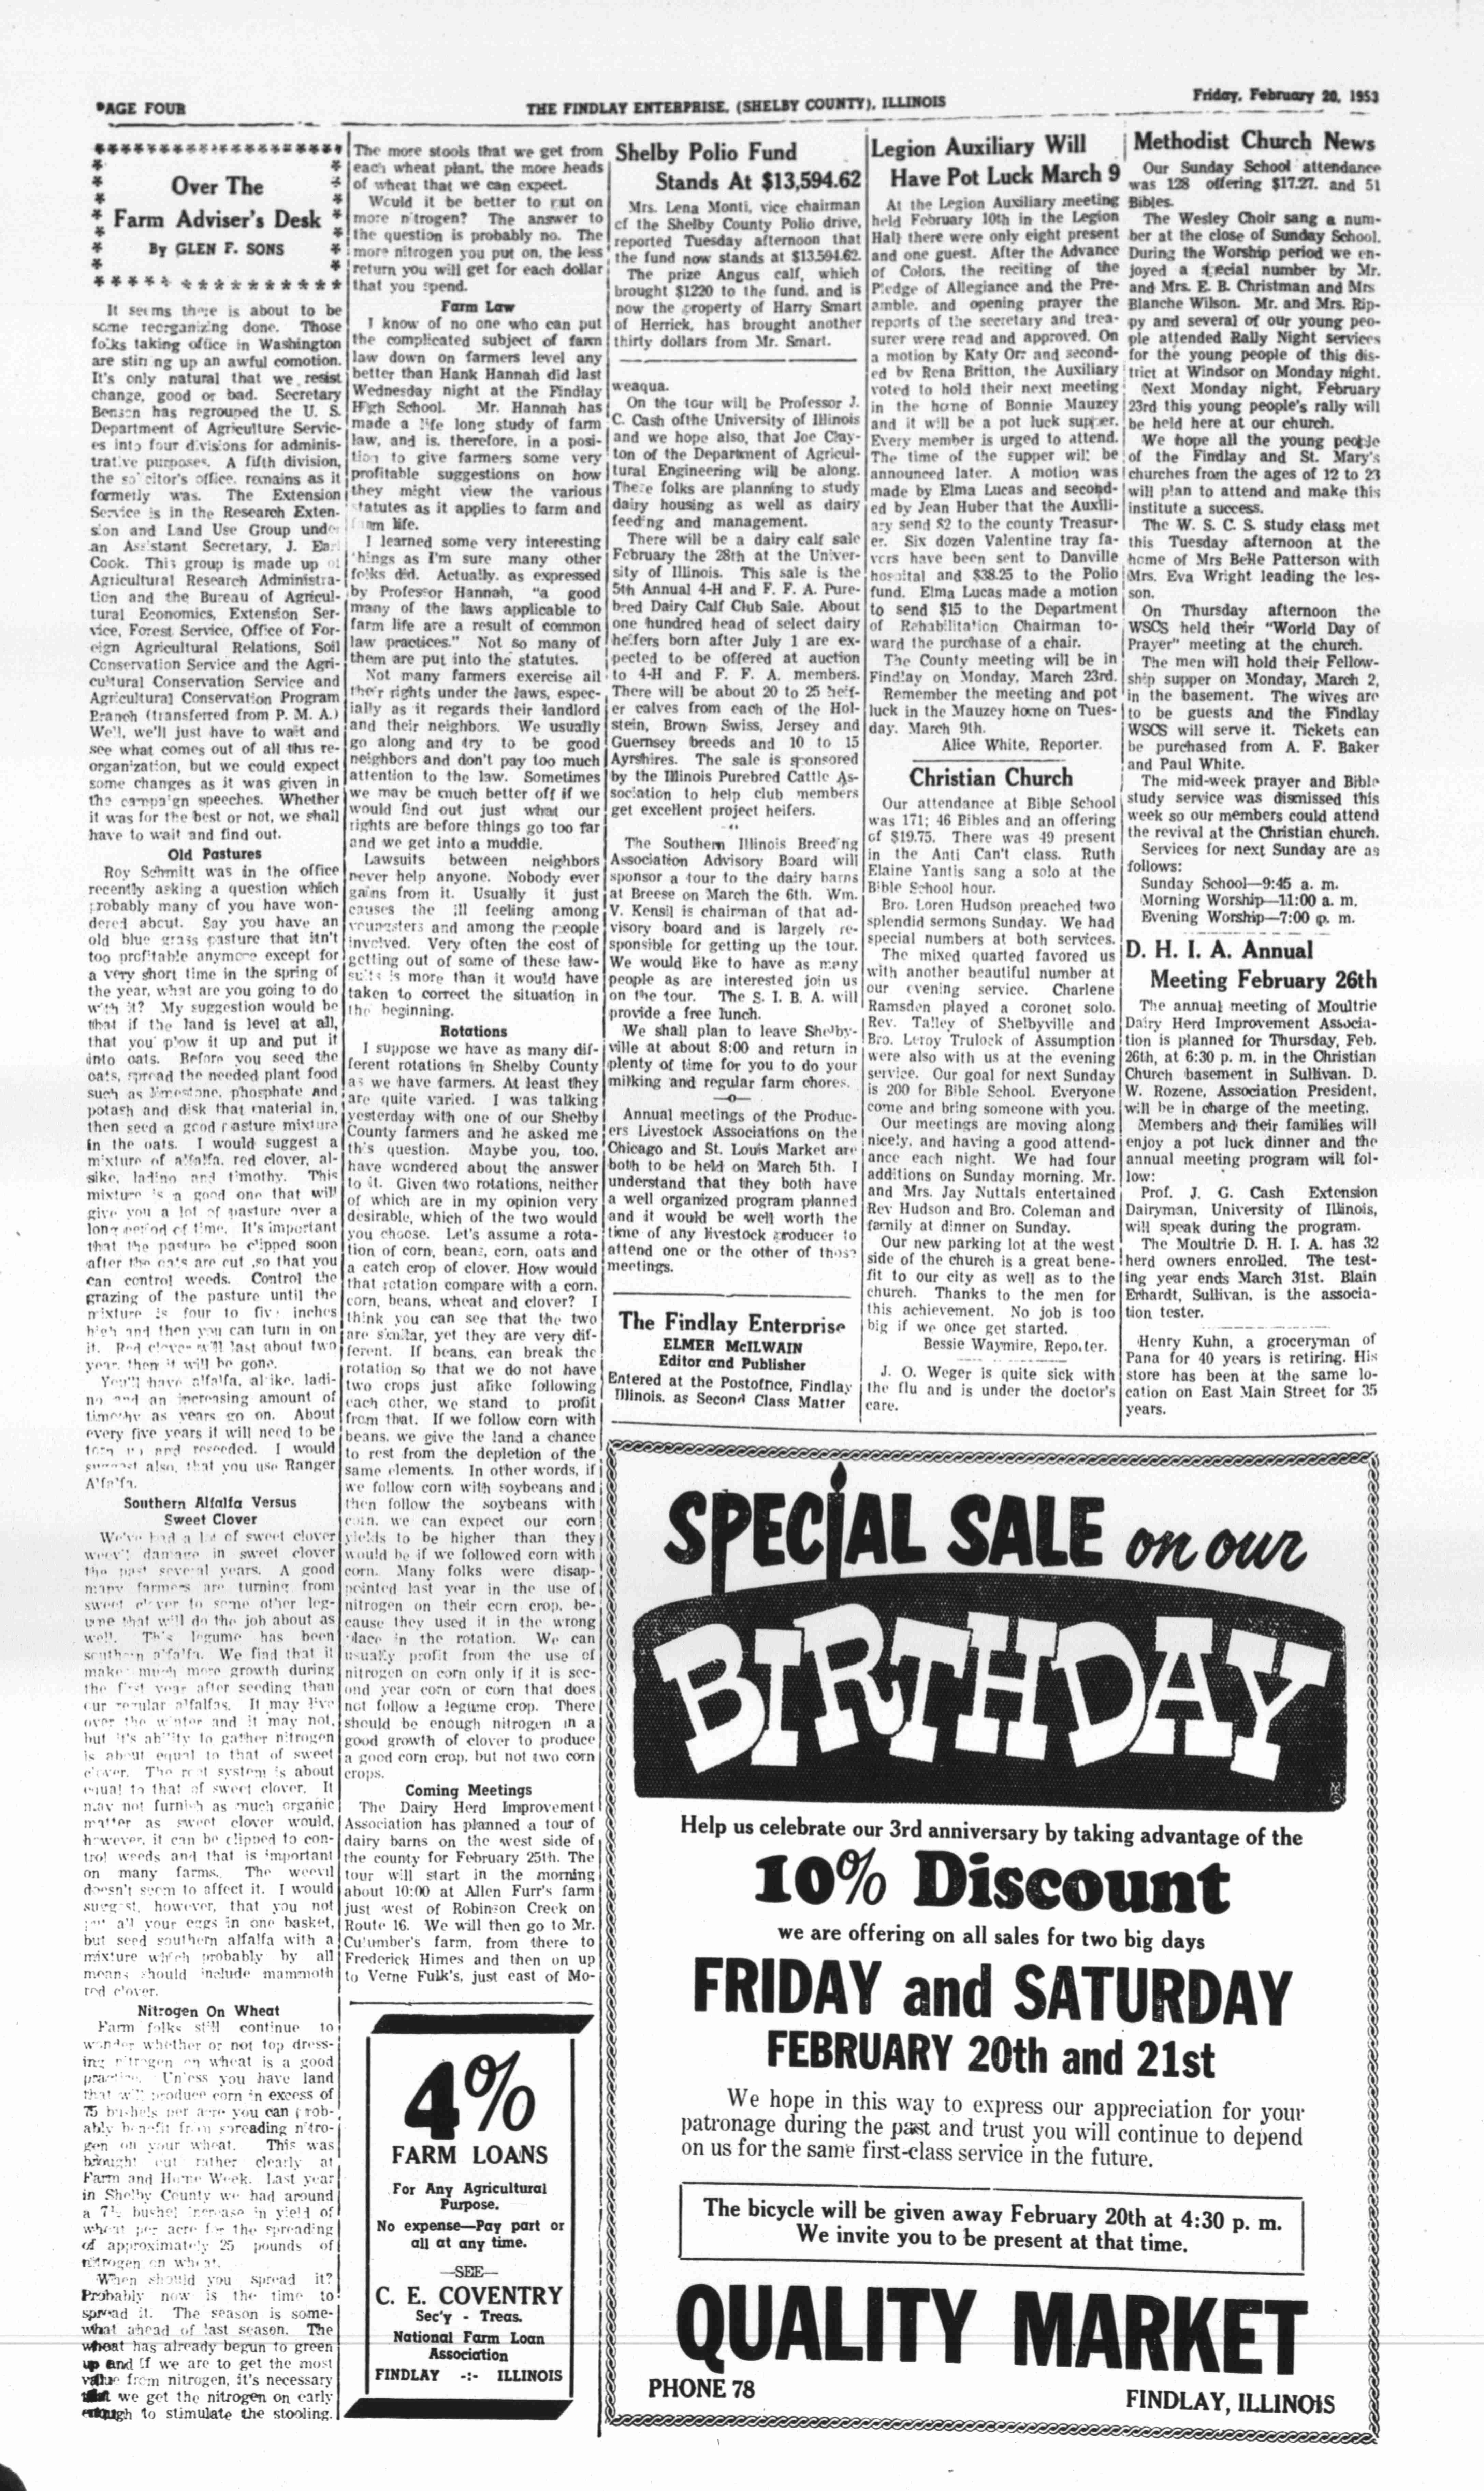 PAGE FOUR
THE FINDLAY ENTERPRISE, (SHELBY COUNTY), ILLINOIS
Friday, February 20, 1953
Over The
Farm Adviser's Desk
By GLEN F. SONS
It seems there is about to be
some reorganizing done. Those
folks taking office in Washington
are stirring up an awful comotion.
It's only natural that we resist
change, good or bad. Secretary
Benson has regrouped the U. S.
Department of Agriculture Servic-
es into four divisions for adminis-
trative purposes. A fifth division,
the solicitor's office, remains as it
formerly was. The Extension
Service is in the Research Exten-
sion and Land Use Group under
an Assistant Secretary, J. Earl
Cook. This group is made up of
Agricultural Research Administra-
tion and the Bureau of Agricul-
tural Economics, Extension Ser-
vice, Forest Service, Office of For-
eign Agricultural Relations, Soil
Conservation Service and the Agri-
cultural Conservation Service and
Agricultural Conservation Program
Branch (transferred from P. M. A.)
Well, we'll just have to wait and
see what comes out of all this re-
organization, but we could expect
some changes as it was given in
the campaign speeches. Whether
it was for the best or not, we shall
have to wait and find out.
Old Pastures
Roy Schmitt was in the office
recently asking a question which
probably many of you have won-
dered about. Say you have an
old blue grass pasture that isn't
too profitable anymore except for
a very short time in the spring of
the year, what are you going to do
with it? My suggestion would be
that if the land is level at all,
that you plow it up and put it
into oats. Before you seed the
oats, spread the needed plant food
such as limestone, phosphate and
potash and disk that material in,
then seed a good pasture mixture
in the oats. I would suggest a
mixture of alfalfa, red clover, al-
sike, ladino and timothy. This
mixture is a good one that will
give you a lot of pasture over a
long period of time. It's important
that the pasture be clipped soon
after the oats are cut ,so that you
can control weeds. Control the
grazing of the pasture until the
mixture is four to five inches
high and then you can turn in on
it. Red clover will last about two
year, then it will be gone.
You'll have alfalfa, alsike, ladi-
no and an increasing amount of
timothy as years go on. About
every five years it will need to be
torn up and reseeded. I would
suggest also, that you use Ranger
Alfalfa.
Southern Alfalfa Versus
Sweet Clover
We've had a lot of sweet clover
weevil damage in sweet clover
the past several years. A good
many farmers are turning from
sweet clover to some other leg-
ume that will do the job about as
well. This legume has been
southern alfalfa. We find that it
makes much more growth during
the first year after seeding than
our regular alfalfas. It may live
over the winter and it may not,
but it's ability to gather nitrogen
is about equal to that of sweet
clover. The root system is about
equal to that of sweet clover. It
may not furnish as much organic
matter as sweet clover would,
however, it can be clipped to con-
trol weeds and that is important
on many farms. The weevil
doesn't seem to affect it. I would
suggest, however, that you not
put all your eggs in one basket,
but seed southern alfalfa with a
mixture which probably by all
means should include mammoth
red clover.
Nitrogen On Wheat
Farm folks still continue to
wonder whether or not top dress-
ing nitrogen on wheat is a good
practice. Unless you have land
that will produce corn in excess of
75 bushels per acre you can prob-
ably benefit from spreading nitro-
gen on your wheat. This was
brought out rather clearly at
Farm and Home Week. Last year
in Shelby County we had around
a 7½ bushel increase in yield of
wheat per acre for the spreading
of approximately 25 pounds of
nitrogen on wheat.
When should you spread it?
Probably now is the time to
spread it. The season is some-
what ahead of last season. The
wheat has already begun to green
up and if we are to get the most
value from nitrogen, it's necessary
that we get the nitrogen on early
enough to stimulate the stooling.
The more stools that we get from
each wheat plant, the more heads
of wheat that we can expect.
Would it be better to put on
more nitrogen? The answer to
the question is probably no. The
more nitrogen you put on, the less
return you will get for each dollar
that you spend.
Farm Law
I know of no one who can put
the complicated subject of farm
law down on farmers level any
better than Hank Hannah did last
Wednesday night at the Findlay
High School. Mr. Hannah has
made a life long study of farm
law, and is, therefore, in a posi-
tion to give farmers some very
profitable suggestions on how
they might view the various
statutes as it applies to farm and
farm life.
I learned some very interesting
things as I'm sure many other
folks did. Actually, as expressed
by Professor Hannah, "a good
many of the laws applicable to
farm life are a result of common
law practices." Not so many of
them are put into the statutes.
Not many farmers exercise all
their rights under the laws, espec-
ially as it regards their landlord
and their neighbors. We usually
go along and try to be good
neighbors and don't pay too much
attention to the law. Sometimes
we may be much better off if we
would find out just what our
rights are before things go too far
and we get into a muddle.
Lawsuits between neighbors
never help anyone. Nobody ever
gains from it. Usually it just
causes the ill feeling among
youngsters and among the people
involved. Very often the cost of
getting out of some of these law-
suits is more than it would have
taken to correct the situation in
the beginning.
Rotations
I suppose we have as many dif-
ferent rotations in Shelby County
as we have farmers. At least they
are quite varied. I was talking
yesterday with one of our Shelby
County farmers and he asked me
this question. Maybe you, too,
have wondered about the answer
to it. Given two rotations, neither
of which are in my opinion very
desirable, which of the two would
you choose. Let's assume a rota-
tion of corn, beans, corn, oats and
a catch crop of clover. How would
that rotation compare with a corn,
corn, beans, wheat and clover? I
think you can see that the two
are similar, yet they are very dif-
ferent. If beans, can break the
rotation so that we do not have
two crops just alike following
each other, we stand to profit
from that. If we follow corn with
beans, we give the land a chance
to rest from the depletion of the
same elements. In other words, if
we follow corn with soybeans and
then follow the soybeans with
corn, we can expect our corn
yields to be higher than they
would be if we followed corn with
corn. Many folks were disap-
pointed last year in the use of
nitrogen on their corn crop, be-
cause they used it in the wrong
place in the rotation. We can
usually profit from the use of
nitrogen on corn only if it is sec-
ond year corn or corn that does
not follow a legume crop. There
should be enough nitrogen in a
good growth of clover to produce
a good corn crop, but not two corn
crops.
Coming Meetings
The Dairy Herd Improvement
Association has planned a tour of
dairy barns on the west side of
the county for February 25th. The
tour will start in the morning
about 10:00 at Allen Furr's farm
just west of Robinson Creek on
Route 16. We will then go to Mr.
Culumber's farm, from there to
Frederick Himes and then on up
to Verne Fulk's, just east of Mo-
4%
FARM LOANS
For Any Agricultural
Purpose.
No expense—Pay part or
all at any time.
—SEE—
C. E. COVENTRY
Sec'y - Treas.
National Farm Loan
Association
FINDLAY -:- ILLINOIS
Shelby Polio Fund
Stands At $13,594.62
Mrs. Lena Monti, vice chairman
of the Shelby County Polio drive,
reported Tuesday afternoon that
the fund now stands at $13,594.62.
The prize Angus calf, which
brought $1220 to the fund, and is
now the property of Harry Smart
of Herrick, has brought another
thirty dollars from Mr. Smart.
weaqua.
On the tour will be Professor J.
C. Cash ofthe University of Illinois
and we hope also, that Joe Clay-
ton of the Department of Agricul-
tural Engineering will be along.
These folks are planning to study
dairy housing as well as dairy
feeding and management.
There will be a dairy calf sale
February the 28th at the Univer-
sity of Illinois. This sale is the
5th Annual 4-H and F. F. A. Pure-
bred Dairy Calf Club Sale. About
one hundred head of select dairy
heifers born after July 1 are ex-
pected to be offered at auction
to 4-H and F. F. A. members.
There will be about 20 to 25 heif-
er calves from each of the Hol-
stein, Brown Swiss, Jersey and
Guernsey breeds and 10 to 15
Ayrshires. The sale is sponsored
by the Illinois Purebred Cattle As-
sociation to help club members
get excellent project heifers.
The Southern Illinois Breeding
Association Advisory Board will
sponsor a tour to the dairy barns
at Breese on March the 6th. Wm.
V. Kensil is chairman of that ad-
visory board and is largely re-
sponsible for getting up the tour.
We would like to have as many
people as are interested join us
on the tour. The S. I. B. A. will
provide a free lunch.
We shall plan to leave Shelby-
ville at about 8:00 and return in
plenty of time for you to do your
milking and regular farm chores.
—o—
Annual meetings of the Produc-
ers Livestock Associations on the
Chicago and St. Louis Market are
both to be held on March 5th. I
understand that they both have
a well organized program planned
and it would be well worth the
time of any livestock producer to
attend one or the other of those
meetings.
The Findlay Enterprise
ELMER McILWAIN
Editor and Publisher
Entered at the Postoffice, Findlay
Illinois, as Second Class Matter
Legion Auxiliary Will
Have Pot Luck March 9
At the Legion Auxiliary meeting
held February 10th in the Legion
Hall there were only eight present
and one guest. After the Advance
of Colors, the reciting of the
Pledge of Allegiance and the Pre-
amble, and opening prayer the
reports of the secretary and trea-
surer were read and approved. On
a motion by Katy Orr and second-
ed by Rena Britton, the Auxiliary
voted to hold their next meeting
in the home of Bonnie Mauzey
and it will be a pot luck supper.
Every member is urged to attend.
The time of the supper will be
announced later. A motion was
made by Elma Lucas and second-
ed by Jean Huber that the Auxili-
ary send $2 to the county Treasur-
er. Six dozen Valentine tray fa-
vors have been sent to Danville
hospital and $38.25 to the Polio
fund. Elma Lucas made a motion
to send $15 to the Department
of Rehabilitation Chairman to-
ward the purchase of a chair.
The County meeting will be in
Findlay on Monday, March 23rd.
Remember the meeting and pot
luck in the Mauzey home on Tues-
day, March 9th.
Alice White, Reporter.
Christian Church
Our attendance at Bible School
was 171; 46 Bibles and an offering
of $19.75. There was 49 present
in the Anti Can't class. Ruth
Elaine Yantis sang a solo at the
Bible School hour.
Bro. Loren Hudson preached two
splendid sermons Sunday. We had
special numbers at both services.
The mixed quarted favored us
with another beautiful number at
our evening service. Charlene
Ramsden played a coronet solo.
Rev. Talley of Shelbyville and
Bro. Leroy Trulock of Assumption
were also with us at the evening
service. Our goal for next Sunday
is 200 for Bible School. Everyone
come and bring someone with you.
Our meetings are moving along
nicely, and having a good attend-
ance each night. We had four
additions on Sunday morning. Mr.
and Mrs. Jay Nuttals entertained
Rev Hudson and Bro. Coleman and
family at dinner on Sunday.
Our new parking lot at the west
side of the church is a great bene-
fit to our city as well as to the
church. Thanks to the men for
this achievement. No job is too
big if we once get started.
Bessie Waymire, Reporter.
J. O. Weger is quite sick with
the flu and is under the doctor's
care.
Methodist Church News
Our Sunday School attendance
was 128 offering $17.27. and 51
Bibles.
The Wesley Choir sang a num-
ber at the close of Sunday School.
During the Worship period we en-
joyed a special number by Mr.
and Mrs. E. B. Christman and Mrs
Blanche Wilson. Mr. and Mrs. Rip-
py and several of our young peo-
ple attended Rally Night services
for the young people of this dis-
trict at Windsor on Monday night.
Next Monday night, February
23rd this young people's rally will
be held here at our church.
We hope all the young people
of the Findlay and St. Mary's
churches from the ages of 12 to 23
will plan to attend and make this
institute a success.
The W. S. C. S. study class met
this Tuesday afternoon at the
home of Mrs Belle Patterson with
Mrs. Eva Wright leading the les-
son.
On Thursday afternoon the
WSCS held their "World Day of
Prayer" meeting at the church.
The men will hold their Fellow-
ship supper on Monday, March 2,
in the basement. The wives are
to be guests and the Findlay
WSCS will serve it. Tickets can
be purchased from A. F. Baker
and Paul White.
The mid-week prayer and Bible
study service was dismissed this
week so our members could attend
the revival at the Christian church.
Services for next Sunday are as
follows:
Sunday School—9:45 a. m.
Morning Worship—11:00 a. m.
Evening Worship—7:00 p. m.
D. H. I. A. Annual
Meeting February 26th
The annual meeting of Moultrie
Dairy Herd Improvement Associa-
tion is planned for Thursday, Feb.
26th, at 6:30 p. m. in the Christian
Church basement in Sullivan. D.
W. Rozene, Association President,
will be in charge of the meeting.
Members and their families will
enjoy a pot luck dinner and the
annual meeting program will fol-
low:
Prof. J. G. Cash Extension
Dairyman, University of Illinois,
will speak during the program.
The Moultrie D. H. I. A. has 32
herd owners enrolled. The test-
ing year ends March 31st. Blain
Erhardt, Sullivan, is the associa-
tion tester.
Henry Kuhn, a groceryman of
Pana for 40 years is retiring. His
store has been at the same lo-
cation on East Main Street for 35
years.
SPECIAL SALE on our
BIRTHDAY
Help us celebrate our 3rd anniversary by taking advantage of the
10% Discount
we are offering on all sales for two big days
FRIDAY and SATURDAY
FEBRUARY 20th and 21st
We hope in this way to express our appreciation for your
patronage during the past and trust you will continue to depend
on us for the same first-class service in the future.
The bicycle will be given away February 20th at 4:30 p. m.
We invite you to be present at that time.
QUALITY MARKET
PHONE 78
FINDLAY, ILLINOIS